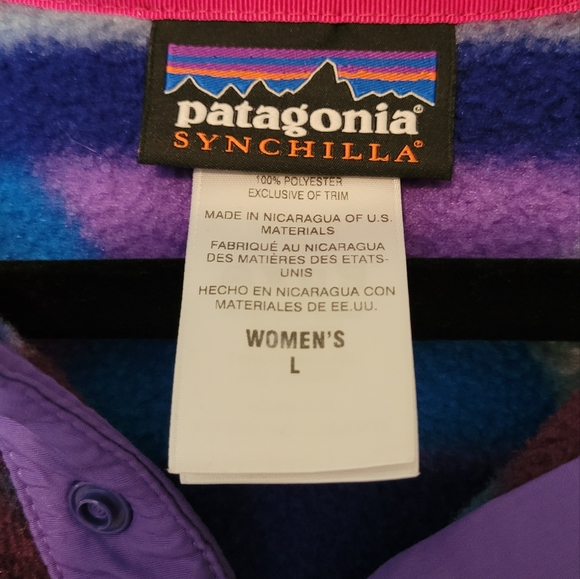 patagonia®
SYNCHILLA®
100% POLYESTER
EXCLUSIVE OF TRIM
MADE IN NICARAGUA OF U.S.
MATERIALS
FABRIQUÉ AU NICARAGUA
DES MATIÈRES DES ETATS-
UNIS
HECHO EN NICARAGUA CON
MATERIALES DE EE.UU.
WOMEN'S
L